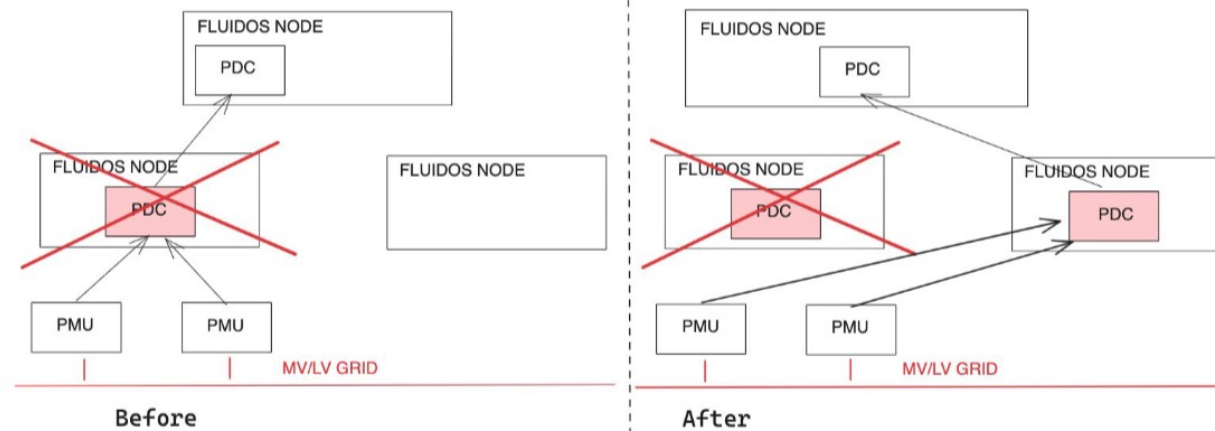 FLUIDOS NODE
PDC
FLUIDOS NODE
PDC
FLUIDOS NODE
PMU
PMU
MV/LV GRID
Before
FLUIDOS NODE
PDC
FLUIDOS NODE
PDC
FLUIDOS NODE
PDC
PMU
PMU
MV/LV GRID
After